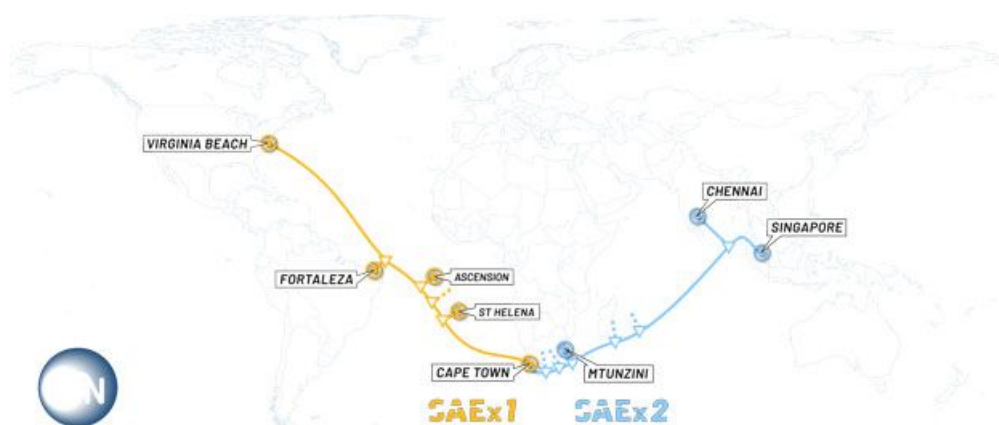 VIRGINIA BEACH
CHENNAI
SINGAPORE
FORTALEZA
ASCENSION
ST HELENA
CAPE TOWN
MTUNZINI
N
SAEx1
SAEx2